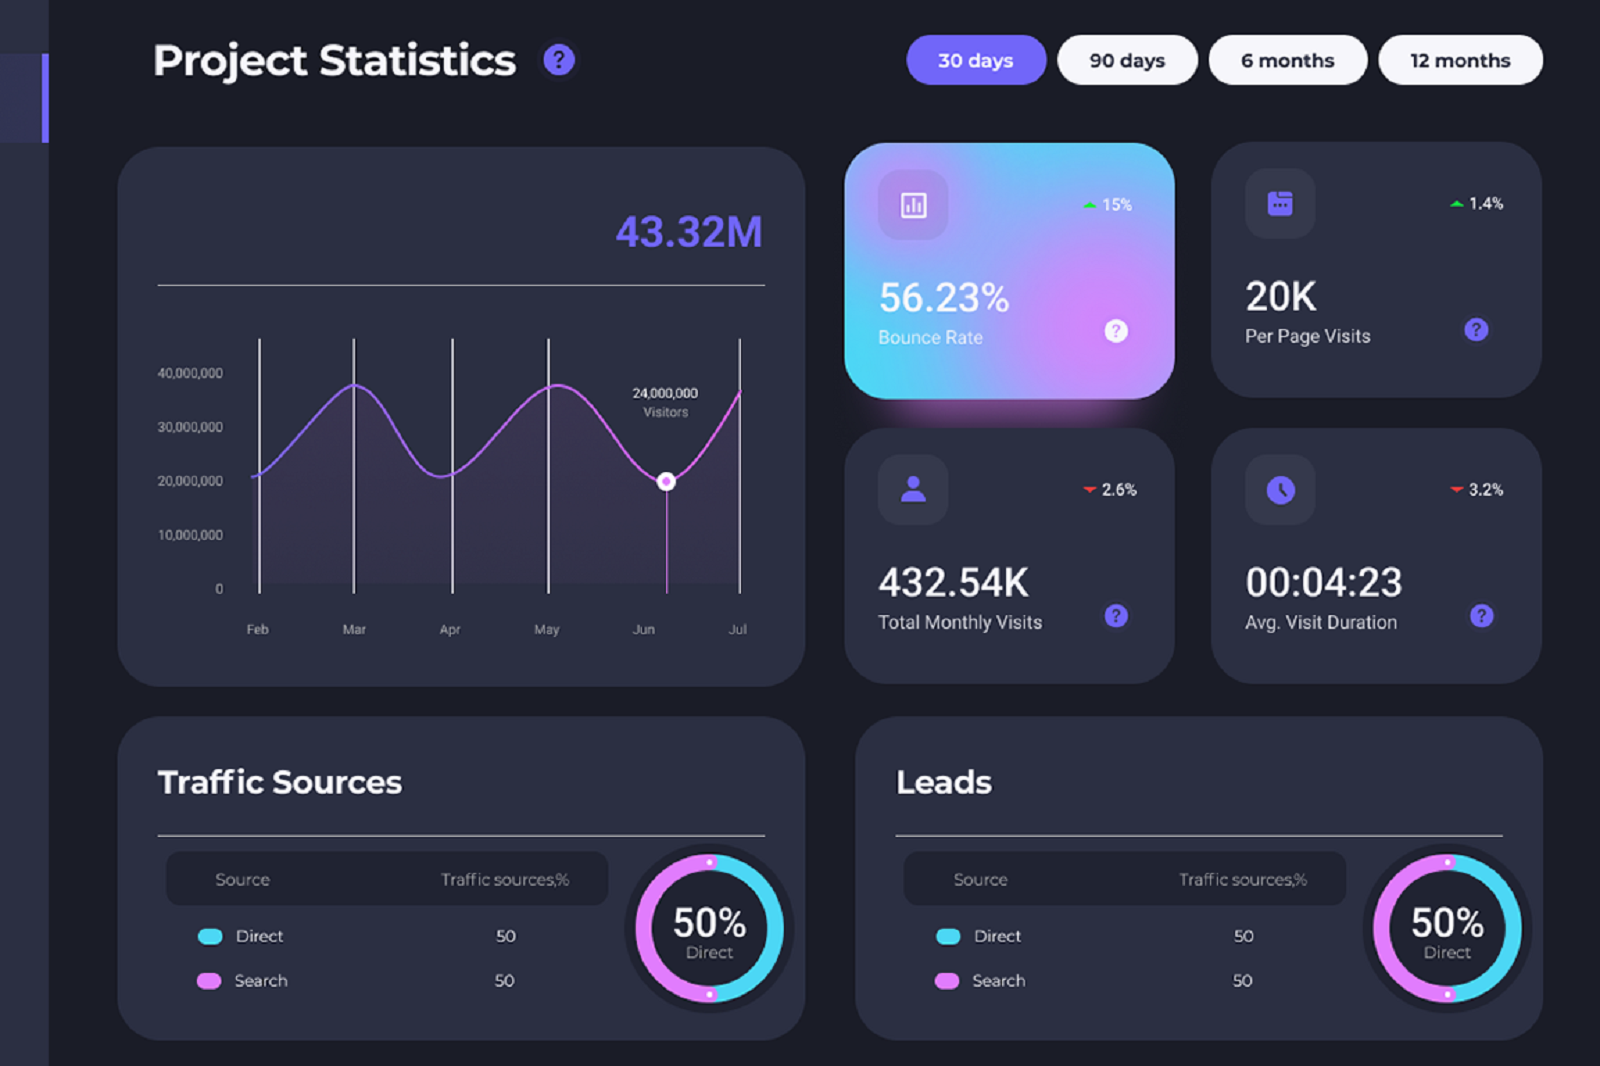 Project Statistics ?
30 days 90 days 6 months 12 months
43.32M
40,000,000
30,000,000
20,000,000
10,000,000
0
24,000,000
Visitors
Feb Mar Apr May Jun Jul
15%
56.23%
Bounce Rate ?
1.4%
20K
Per Page Visits ?
2.6%
432.54K
Total Monthly Visits ?
3.2%
00:04:23
Avg. Visit Duration ?
Traffic Sources
Source Traffic sources,%
Direct 50
Search 50
50%
Direct
Leads
Source Traffic sources,%
Direct 50
Search 50
50%
Direct